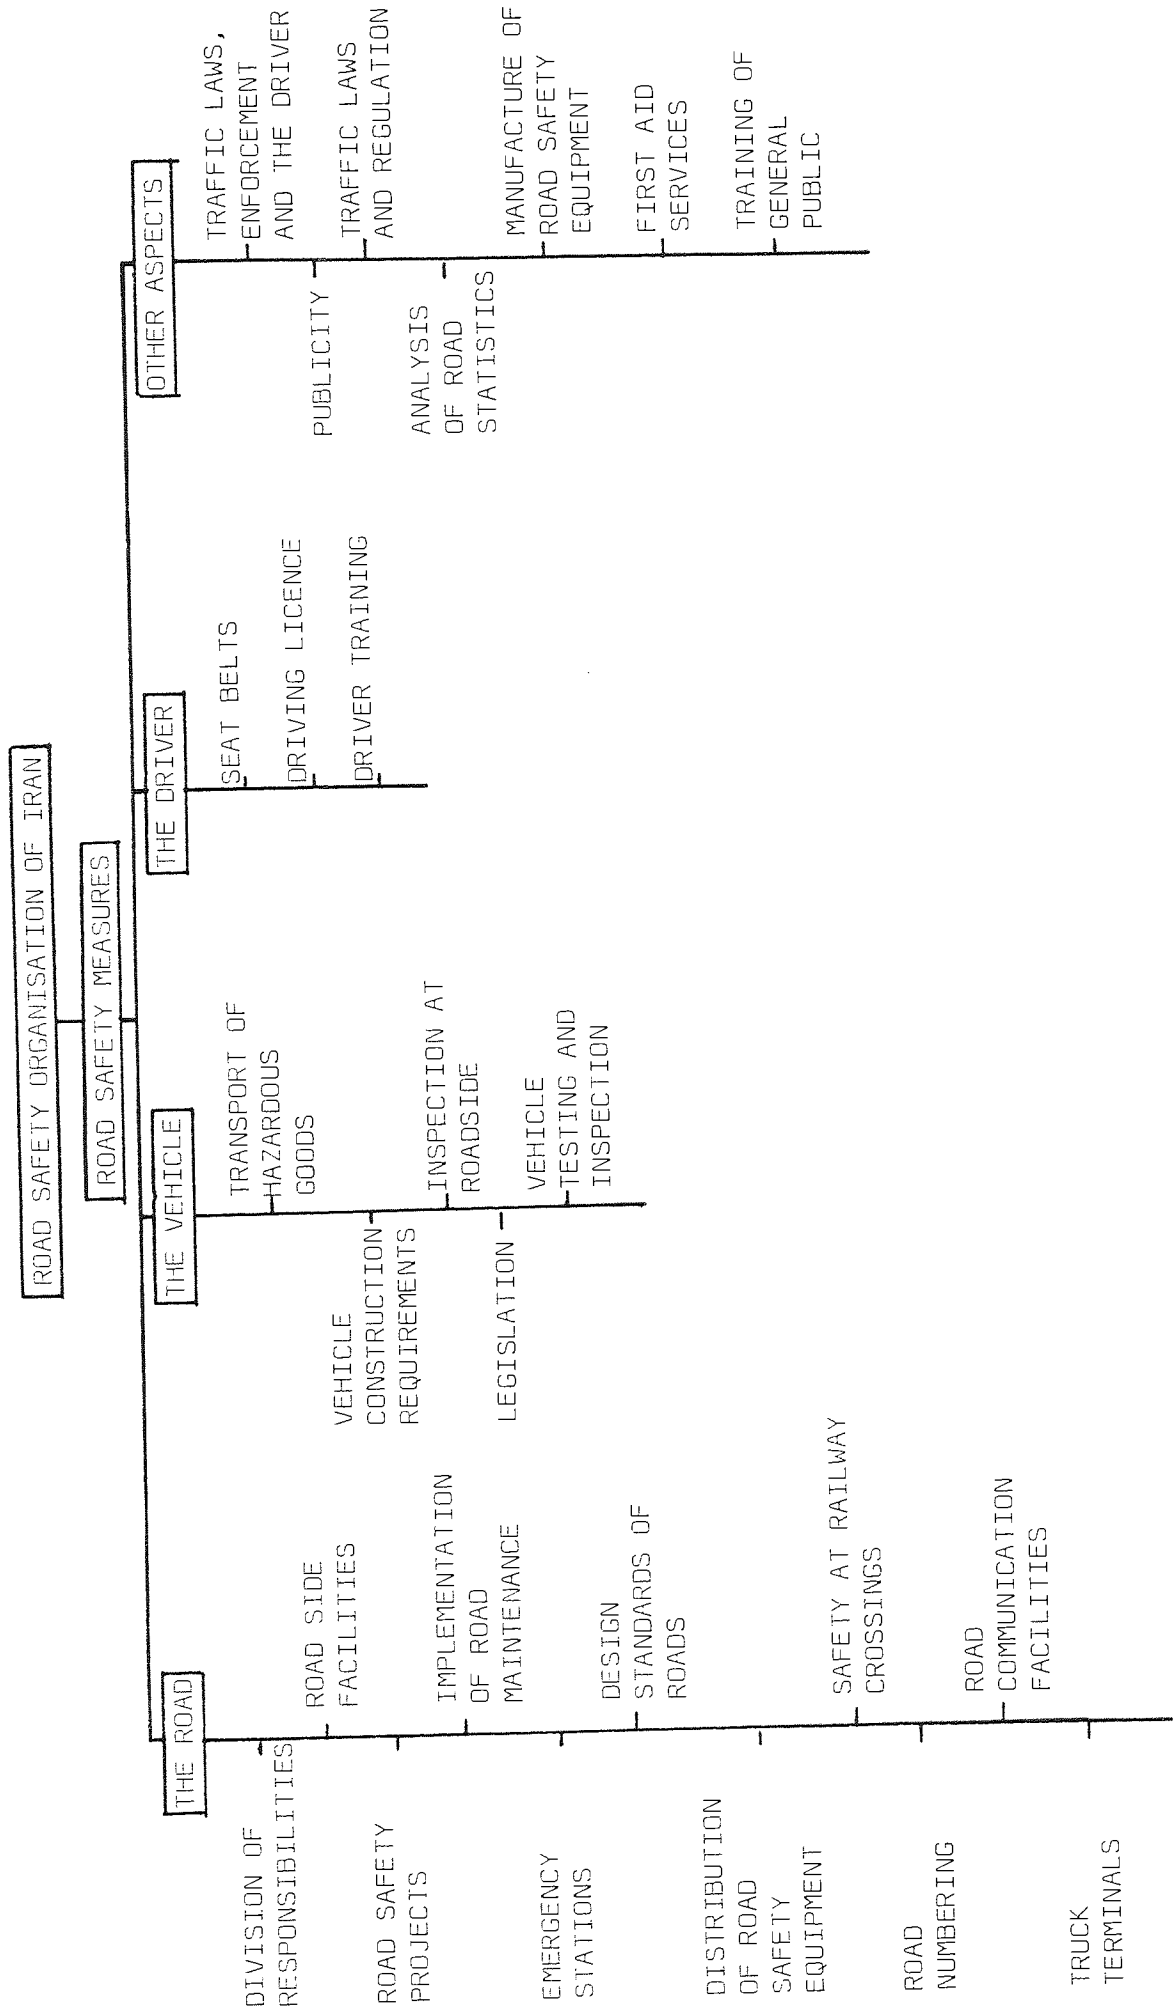 ROAD SAFETY ORGANISATION OF IRAN
ROAD SAFETY MEASURES
THE ROAD
DIVISION OF
RESPONSIBILITIES
ROAD SIDE
FACILITIES
ROAD SAFETY
PROJECTS
IMPLEMENTATION
OF ROAD
MAINTENANCE
EMERGENCY
STATIONS
DESIGN
STANDARDS OF
ROADS
DISTRIBUTION
OF ROAD
SAFETY
EQUIPMENT
SAFETY AT RAILWAY
CROSSINGS
ROAD
NUMBERING
ROAD
COMMUNICATION
FACILITIES
TRUCK
TERMINALS
THE VEHICLE
TRANSPORT OF
HAZARDOUS
GOODS
VEHICLE
CONSTRUCTION
REQUIREMENTS
INSPECTION AT
ROADSIDE
LEGISLATION
VEHICLE
TESTING AND
INSPECTION
THE DRIVER
SEAT BELTS
DRIVING LICENCE
DRIVER TRAINING
OTHER ASPECTS
TRAFFIC LAWS,
ENFORCEMENT
AND THE DRIVER
PUBLICITY
TRAFFIC LAWS
AND REGULATION
ANALYSIS
OF ROAD
STATISTICS
MANUFACTURE OF
ROAD SAFETY
EQUIPMENT
FIRST AID
SERVICES
TRAINING OF
GENERAL
PUBLIC